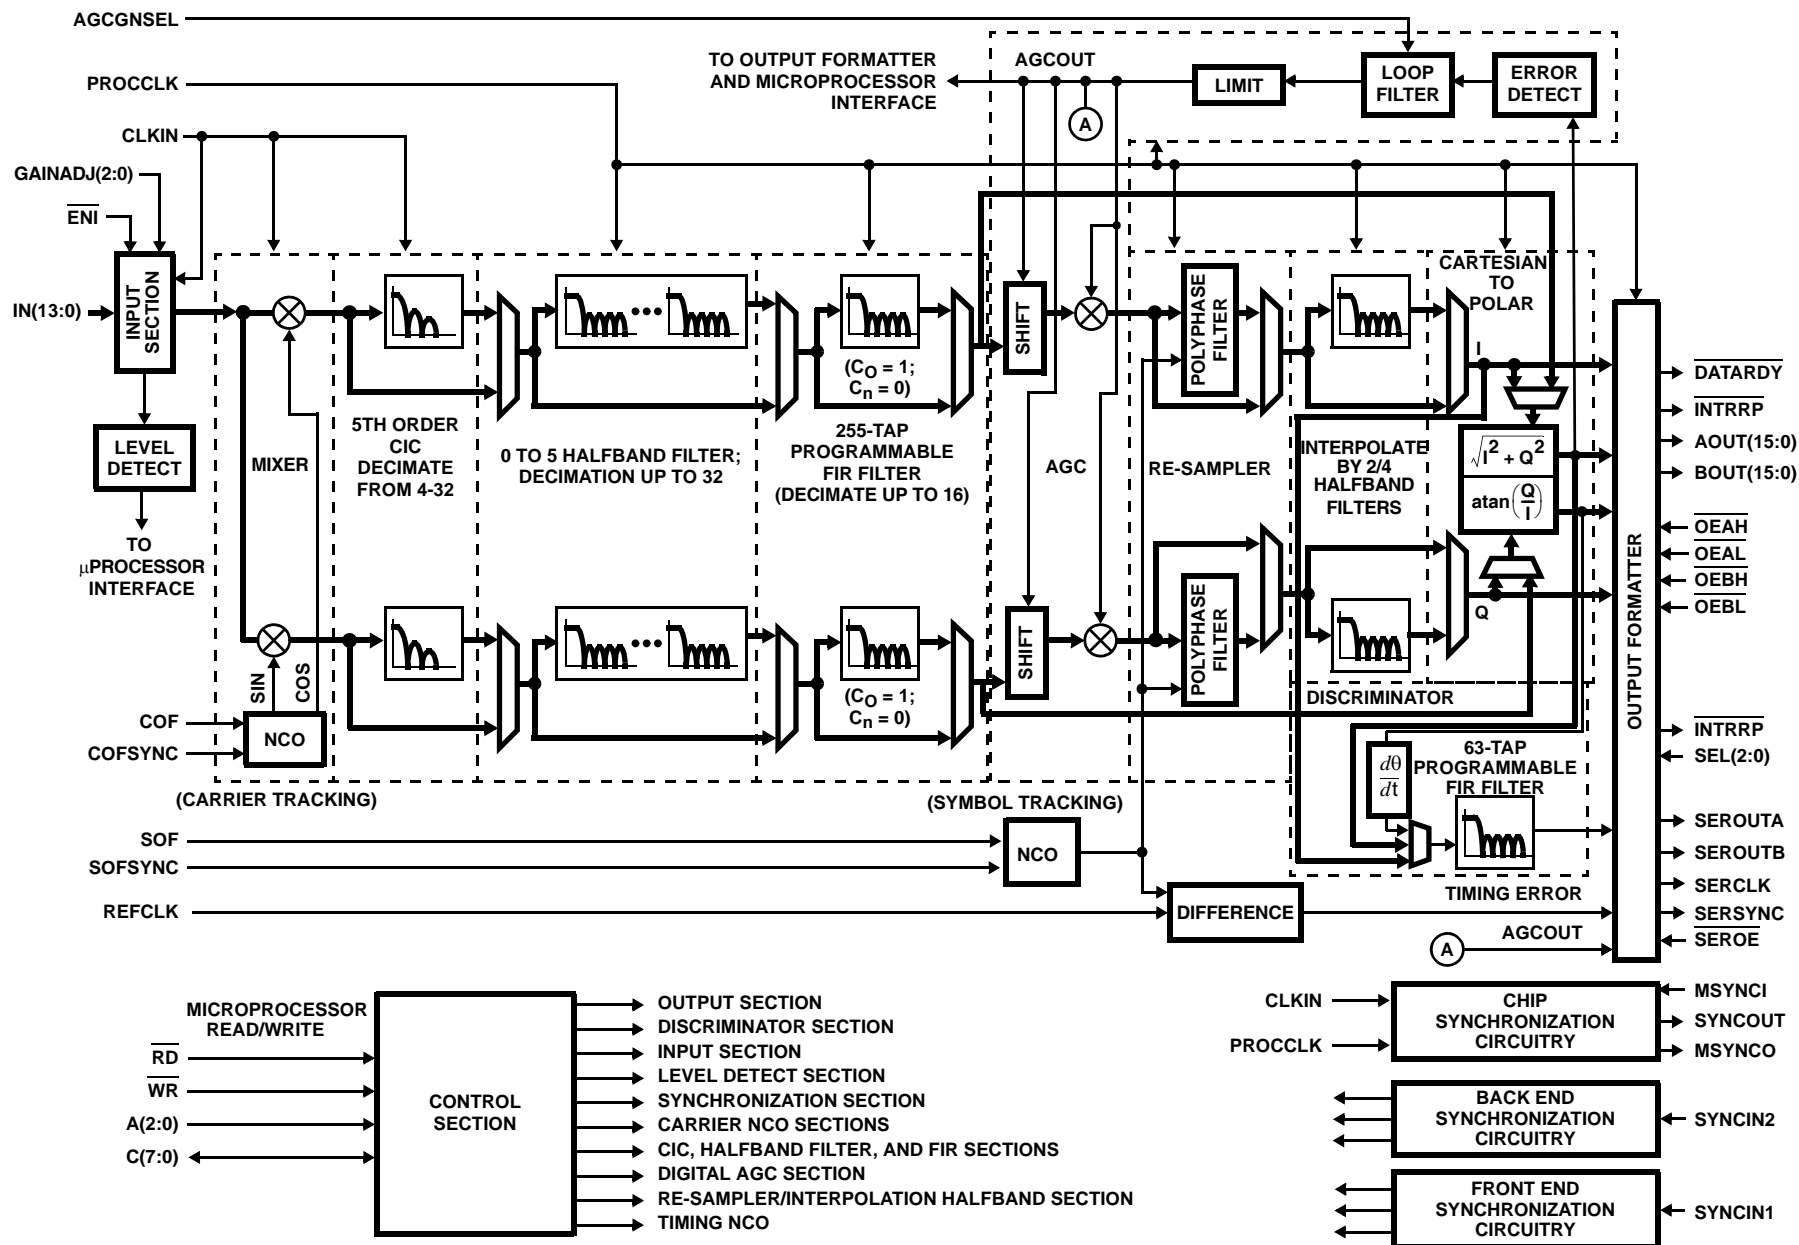 AGCGNSEL
PROCCLK
CLKIN
GAINADJ(2:0)
ENI
IN(13:0)
INPUT
SECTION
LEVEL
DETECT
TO
μPROCESSOR
INTERFACE
COF
COFSYNC
NCO
SIN
COS
MIXER
(CARRIER TRACKING)
5TH ORDER
CIC
DECIMATE
FROM 4-32
0 TO 5 HALFBAND FILTER;
DECIMATION UP TO 32
(CO = 1;
Cn = 0)
255-TAP
PROGRAMMABLE
FIR FILTER
(DECIMATE UP TO 16)
(CO = 1;
Cn = 0)
TO OUTPUT FORMATTER
AND MICROPROCESSOR
INTERFACE
AGCOUT
A
LIMIT
LOOP
FILTER
ERROR
DETECT
SHIFT
AGC
SHIFT
POLYPHASE
FILTER
RE-SAMPLER
POLYPHASE
FILTER
INTERPOLATE
BY 2/4
HALFBAND
FILTERS
CARTESIAN
TO
POLAR
I
√I2 + Q2
atan(Q/I)
Q
DISCRIMINATOR
dθ
dt
63-TAP
PROGRAMMABLE
FIR FILTER
(SYMBOL TRACKING)
SOF
SOFSYNC
NCO
REFCLK
DIFFERENCE
TIMING ERROR
A
AGCOUT
OUTPUT FORMATTER
DATARDY
INTRRP
AOUT(15:0)
BOUT(15:0)
OEAH
OEAL
OEBH
OEBL
INTRRP
SEL(2:0)
SEROUTA
SEROUTB
SERCLK
SERSYNC
SEROE
MICROPROCESSOR
READ/WRITE
RD
WR
A(2:0)
C(7:0)
CONTROL
SECTION
OUTPUT SECTION
DISCRIMINATOR SECTION
INPUT SECTION
LEVEL DETECT SECTION
SYNCHRONIZATION SECTION
CARRIER NCO SECTIONS
CIC, HALFBAND FILTER, AND FIR SECTIONS
DIGITAL AGC SECTION
RE-SAMPLER/INTERPOLATION HALFBAND SECTION
TIMING NCO
CLKIN
PROCCLK
CHIP
SYNCHRONIZATION
CIRCUITRY
MSYNCI
SYNCOUT
MSYNCO
BACK END
SYNCHRONIZATION
CIRCUITRY
SYNCIN2
FRONT END
SYNCHRONIZATION
CIRCUITRY
SYNCIN1